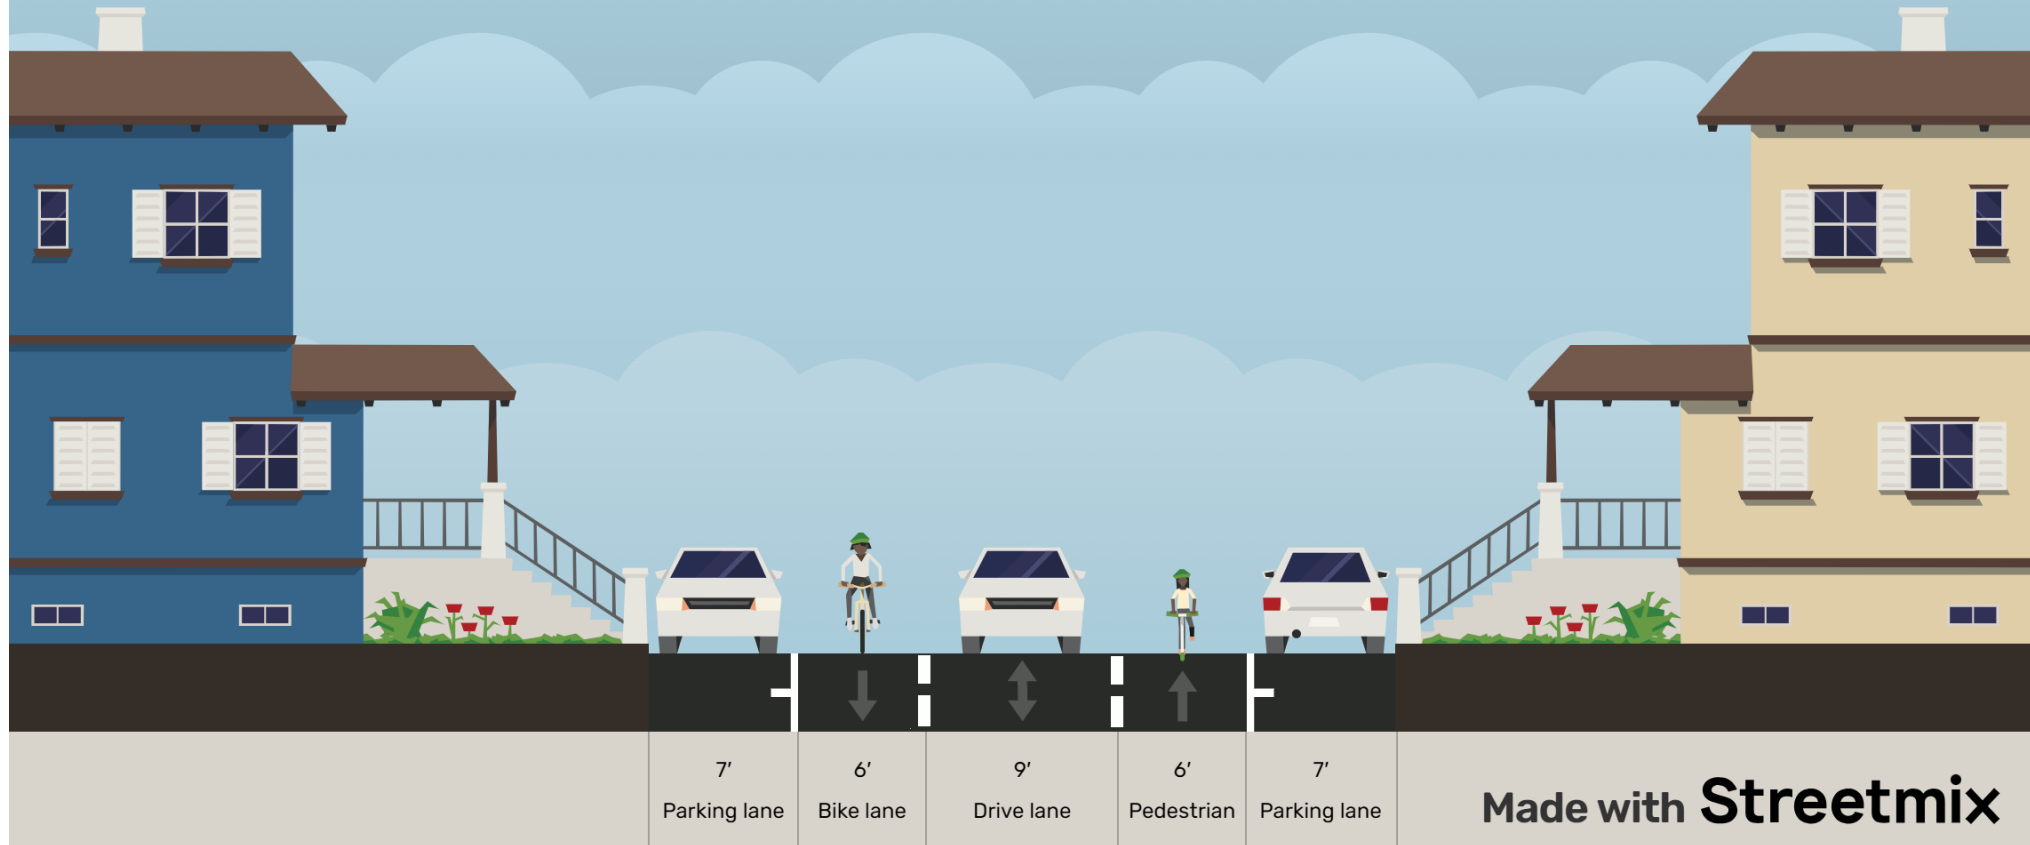 7′ 6′ 9′ 6′ 7′
Parking lane Bike lane Drive lane Pedestrian Parking lane
Made with Streetmix